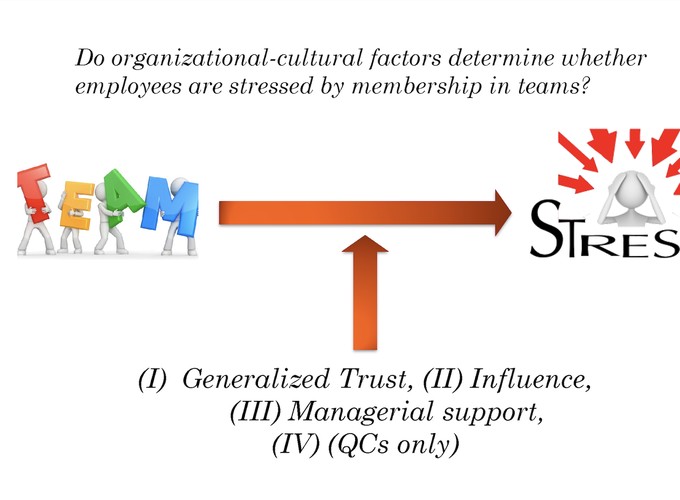 Do organizational-cultural factors determine whether
employees are stressed by membership in teams?
TEAM
STRES
(I) Generalized Trust, (II) Influence,
(III) Managerial support,
(IV) (QCs only)